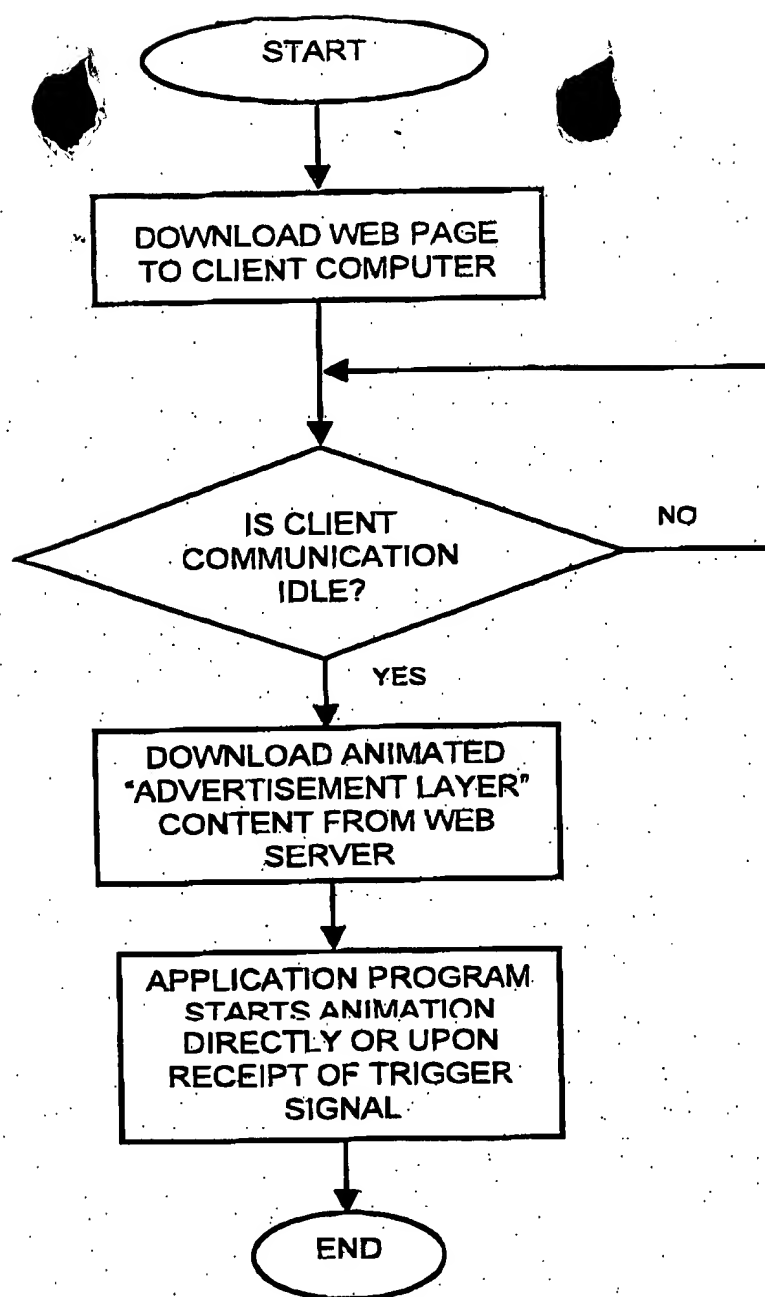 START
DOWNLOAD WEB PAGE
TO CLIENT COMPUTER
IS CLIENT
COMMUNICATION
IDLE?
NO
YES
DOWNLOAD ANIMATED
"ADVERTISEMENT LAYER"
CONTENT FROM WEB
SERVER
APPLICATION PROGRAM
STARTS ANIMATION
DIRECTLY OR UPON
RECEIPT OF TRIGGER
SIGNAL
END